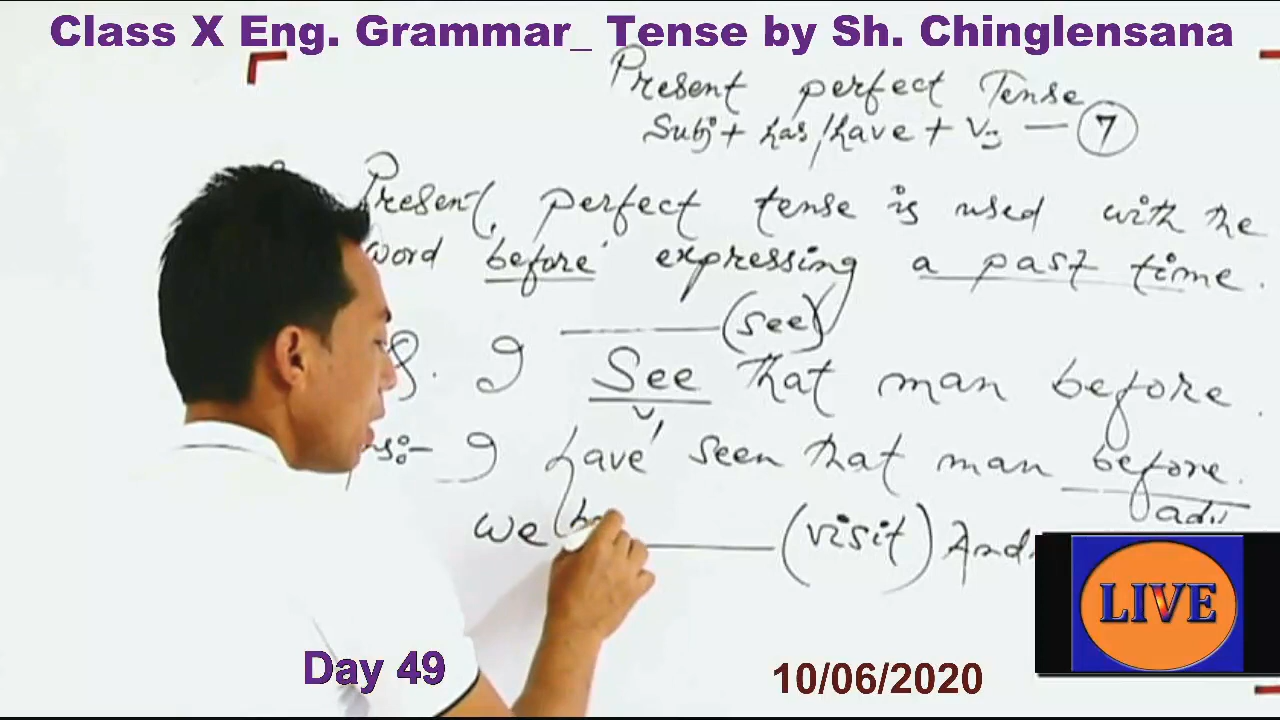 Class X Eng. Grammar_ Tense by Sh. Chinglensana
Present perfect Tense
Subj + has/have + V3 — 7
Present perfect tense is used with the
word before expressing a past time.
(see)
Q. I See that man before.
Ans:- I have seen that man before.
adv
we (visit)
LIVE
Day 49
10/06/2020